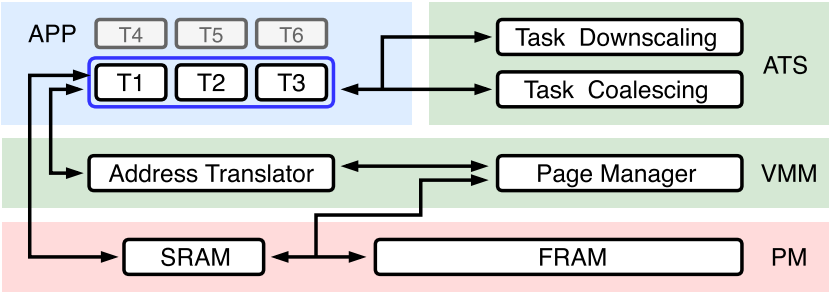 APP
T4 T5 T6
T1 T2 T3
Task Downscaling
Task Coalescing
ATS
Address Translator
Page Manager
VMM
SRAM
FRAM
PM